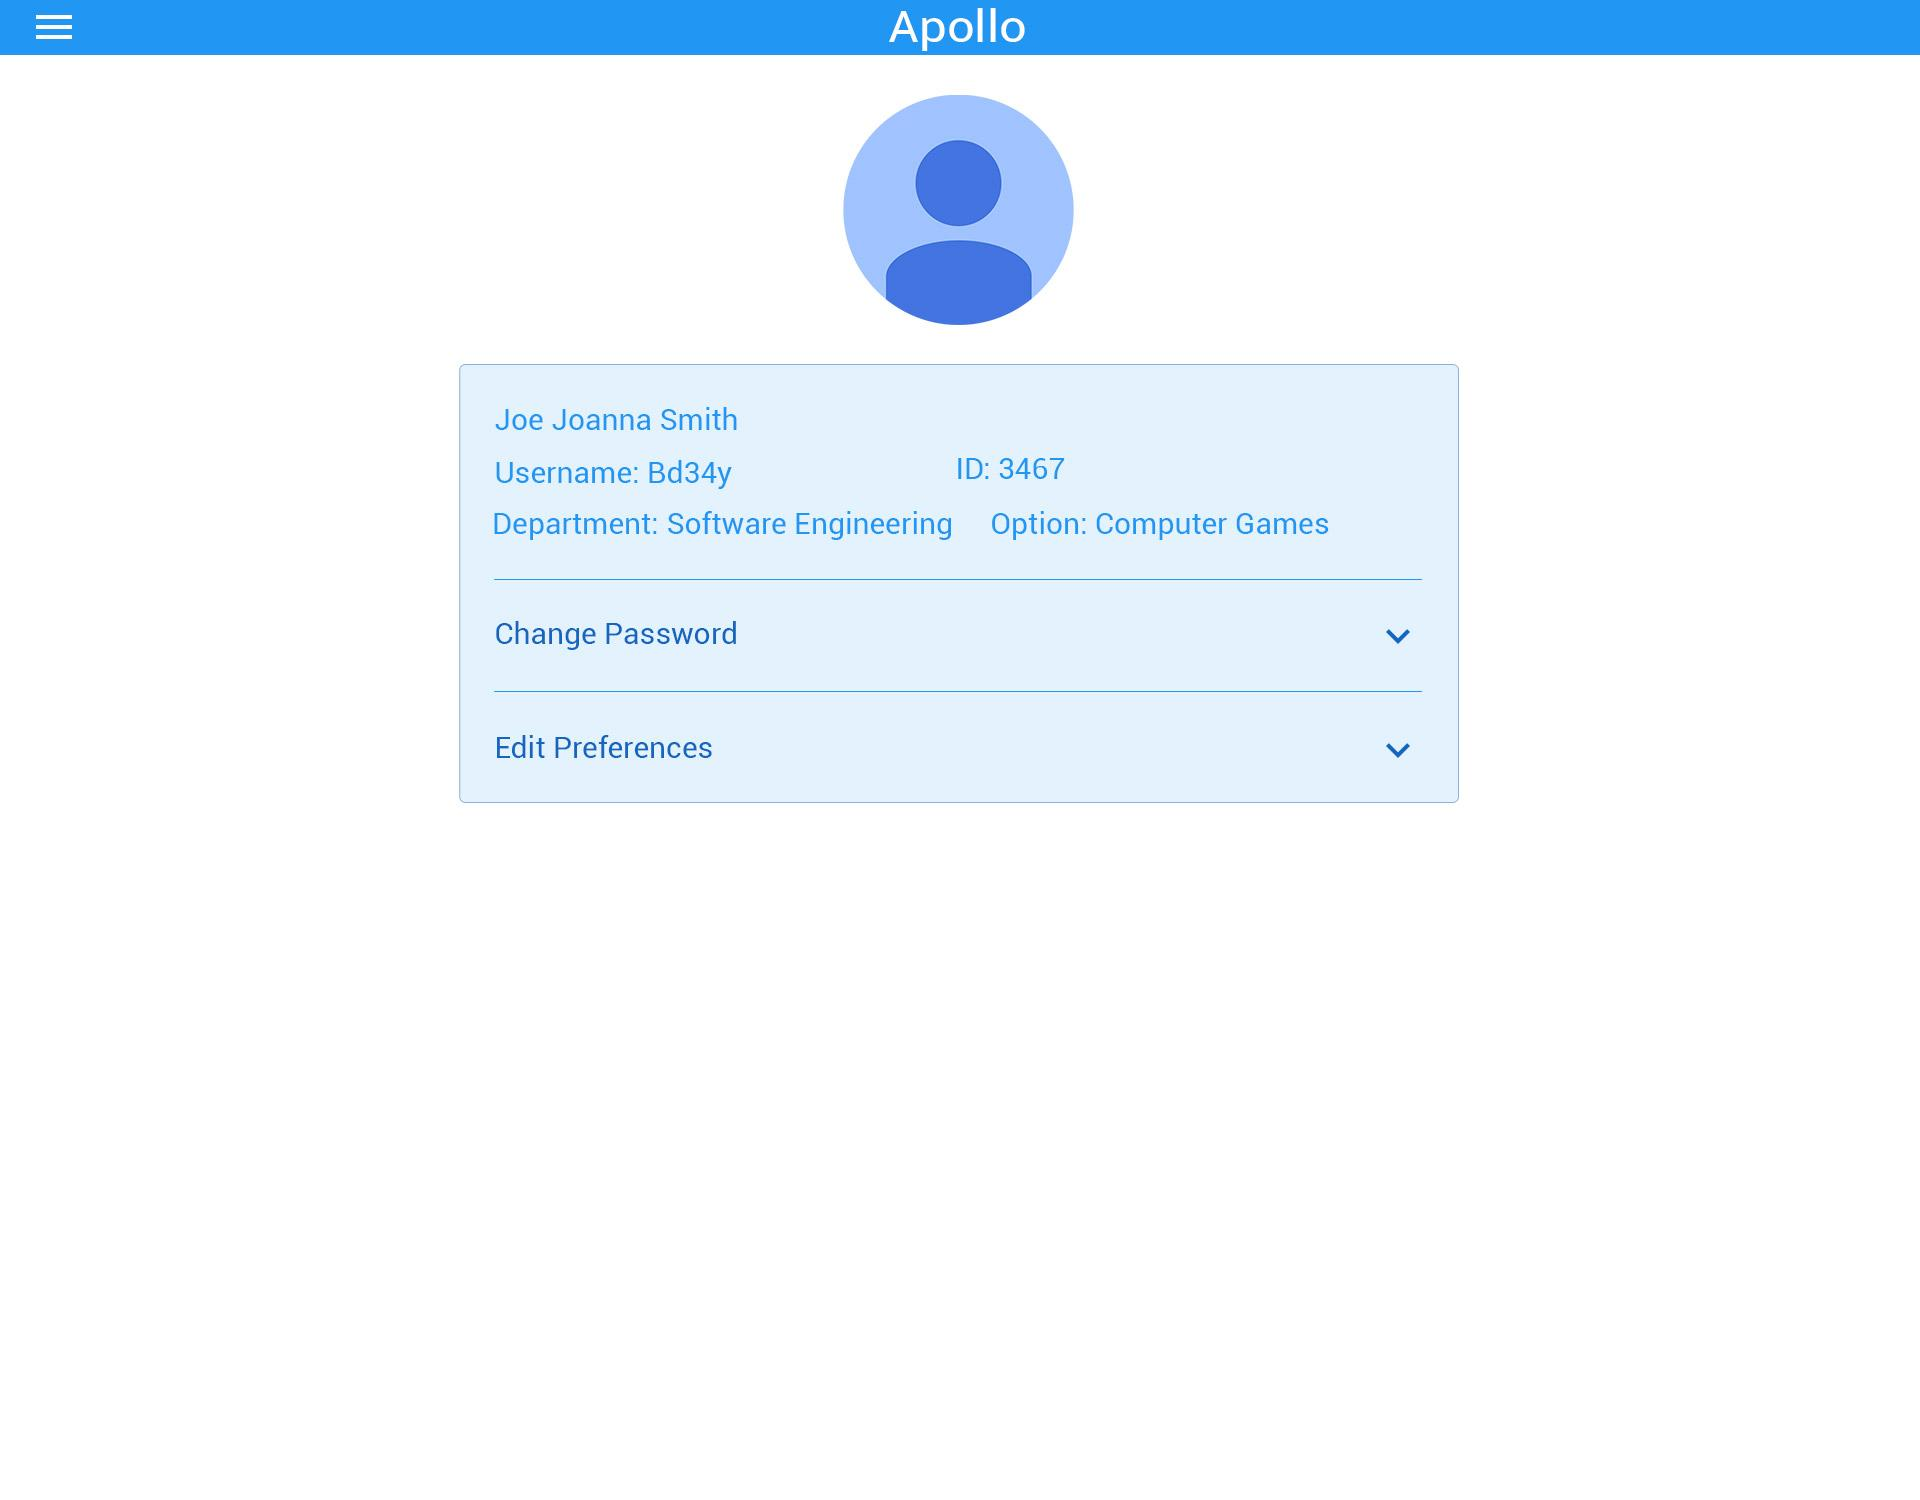 Apollo
Joe Joanna Smith
Username: Bd34y ID: 3467
Department: Software Engineering Option: Computer Games
Change Password
Edit Preferences